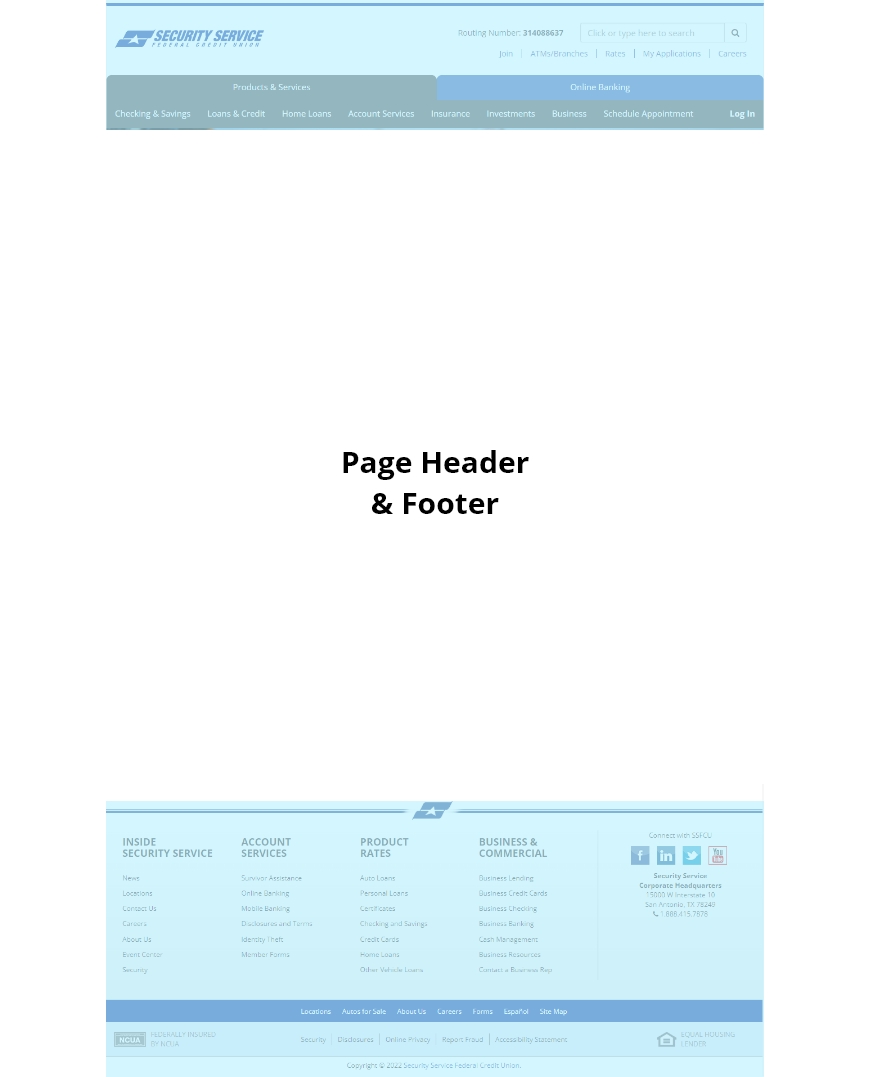 SECURITY SERVICE
FEDERAL CREDIT UNION
Routing Number: 314088637
Click or type here to search
Join ATMs/Branches Rates My Applications Careers
Products & Services Online Banking
Checking & Savings Loans & Credit Home Loans Account Services Insurance Investments Business Schedule Appointment Log In
Page Header
& Footer
INSIDE
SECURITY SERVICE
News
Locations
Contact Us
Careers
About Us
Event Center
Security
ACCOUNT
SERVICES
Survivor Assistance
Online Banking
Mobile Banking
Disclosures and Terms
Identity Theft
Member Forms
PRODUCT
RATES
Auto Loans
Personal Loans
Certificates
Checking and Savings
Credit Cards
Home Loans
Other Vehicle Loans
BUSINESS &
COMMERCIAL
Business Lending
Business Credit Cards
Business Checking
Business Banking
Cash Management
Business Resources
Contact a Business Rep
Connect with SSFCU
f in You Tube
Security Service
Corporate Headquarters
15000 W Interstate 10
San Antonio, TX 78249
1.888.415.7878
Locations Autos for Sale About Us Careers Forms Español Site Map
NCUA FEDERALLY INSURED
BY NCUA
Security Disclosures Online Privacy Report Fraud Accessibility Statement
EQUAL HOUSING
LENDER
Copyright © 2022 Security Service Federal Credit Union.